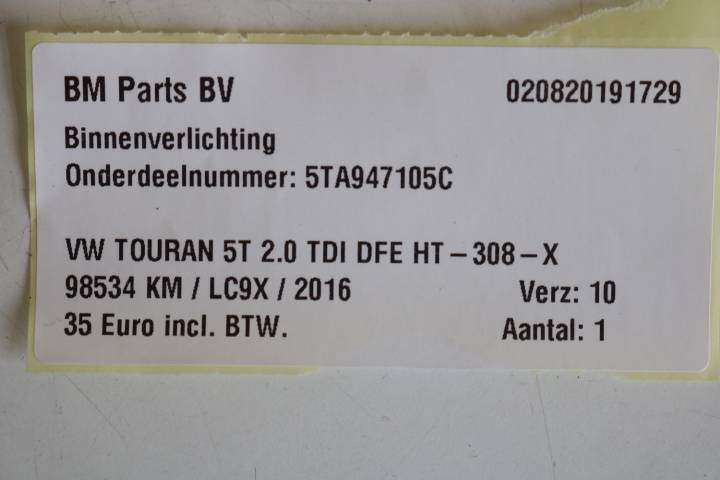 BM Parts BV 020820191729
Binnenverlichting
Onderdeelnummer: 5TA947105C
VW TOURAN 5T 2.0 TDI DFE HT-308-X
98534 KM / LC9X / 2016 Verz: 10
35 Euro incl. BTW. Aantal: 1